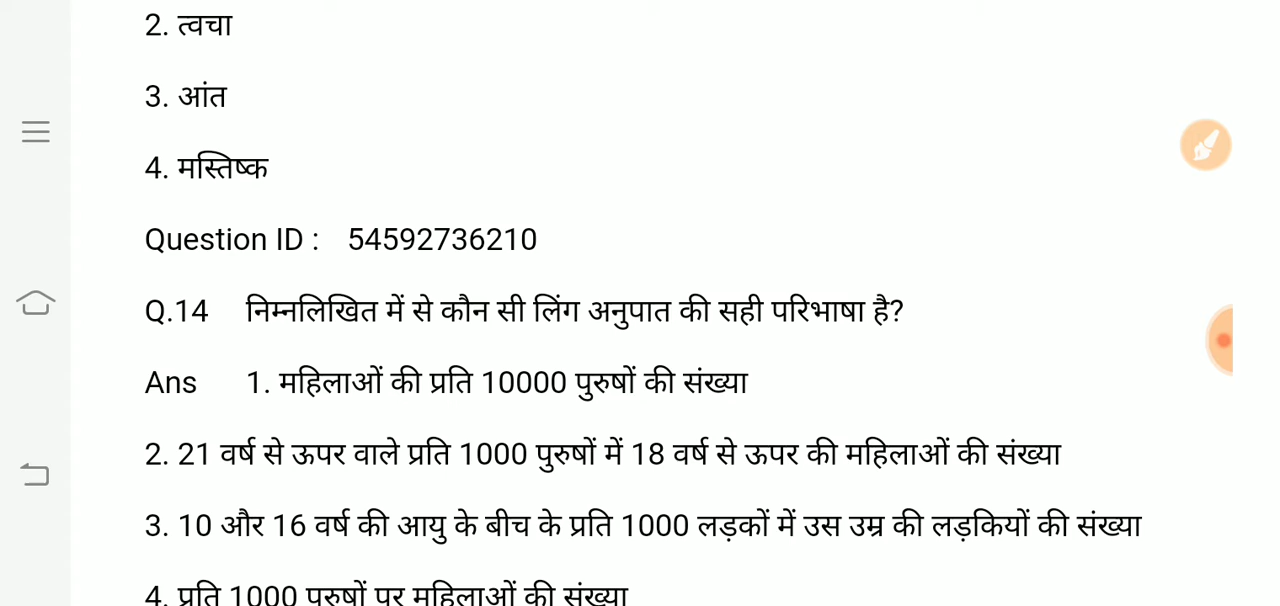 2. त्वचा
3. आंत
4. मस्तिष्क
Question ID : 54592736210
Q.14 निम्नलिखित में से कौन सी लिंग अनुपात की सही परिभाषा है?
Ans 1. महिलाओं की प्रति 10000 पुरुषों की संख्या
2. 21 वर्ष से ऊपर वाले प्रति 1000 पुरुषों में 18 वर्ष से ऊपर की महिलाओं की संख्या
3. 10 और 16 वर्ष की आयु के बीच के प्रति 1000 लड़कों में उस उम्र की लड़कियों की संख्या
4. प्रति 1000 पुरुषों पर महिलाओं की संख्या